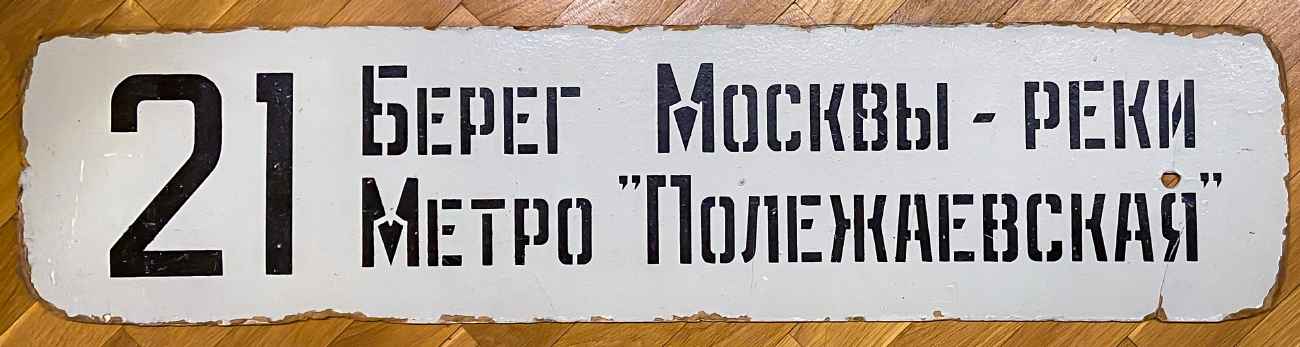 21 Берег Москвы-реки
Метро "Полежаевская"